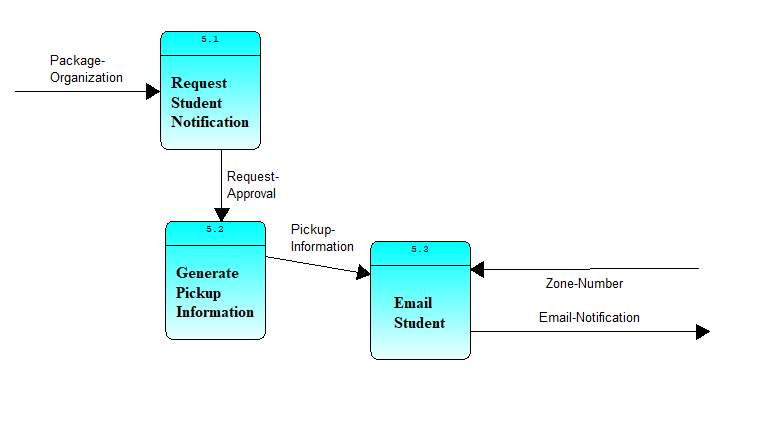 5.1
Package-
Organization
Request
Student
Notification
Request-
Approval
5.2
Generate
Pickup
Information
Pickup-
Information
5.3
Email
Student
Zone-Number
Email-Notification